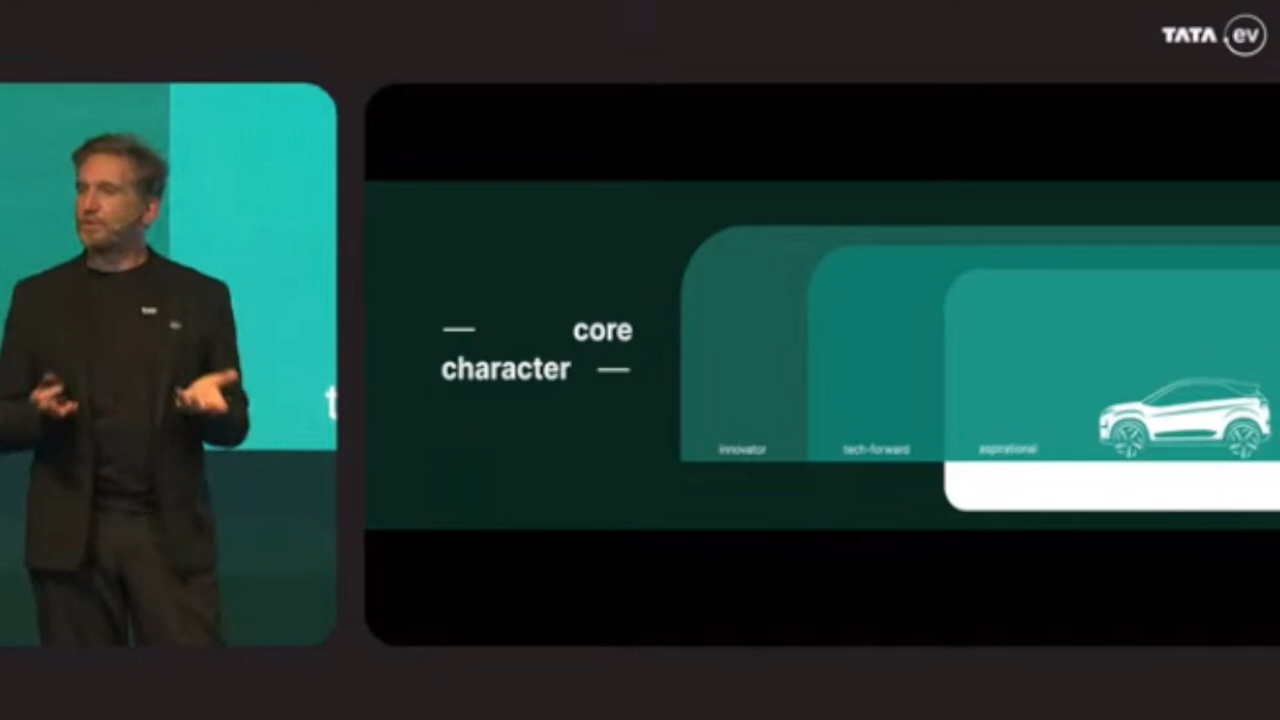 TATA .ev
— core
character —
innovator
tech-forward
aspirational
t